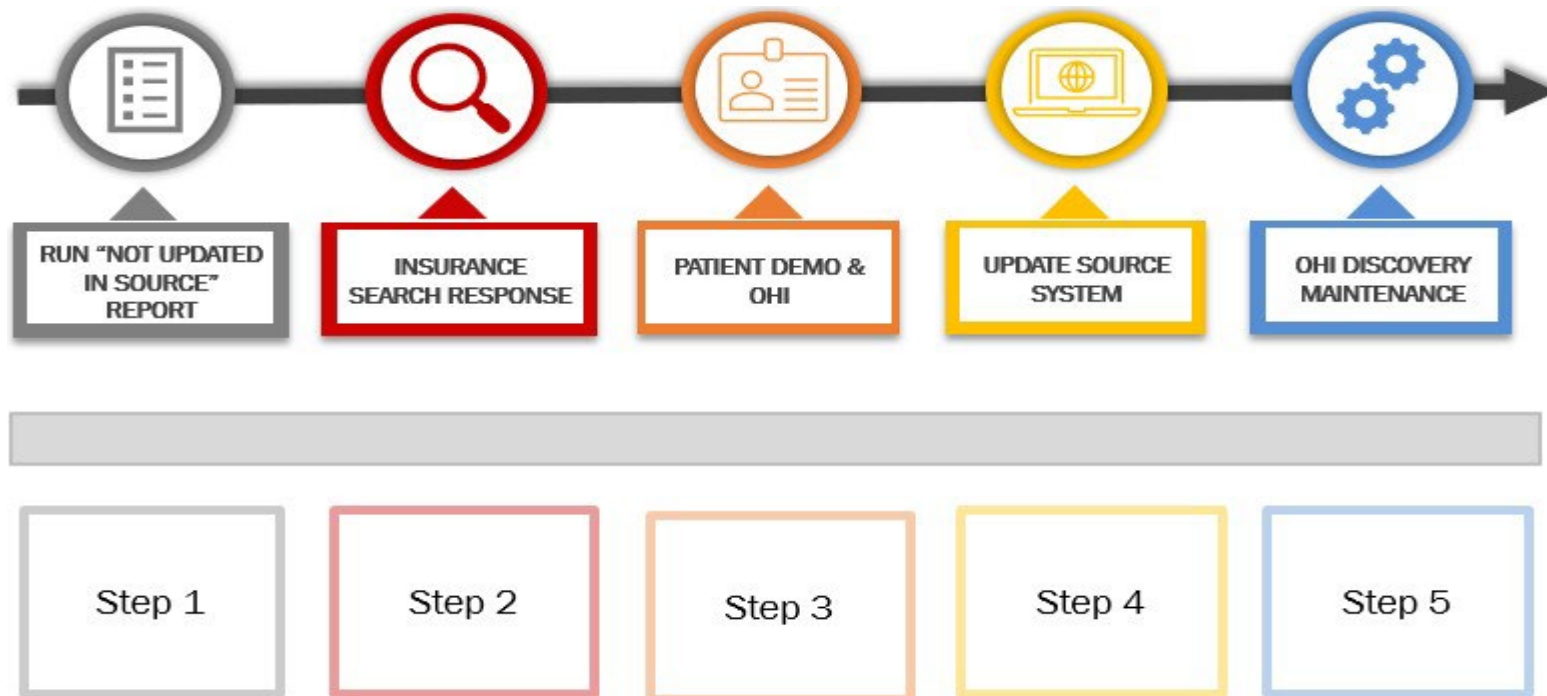 RUN “NOT UPDATED
IN SOURCE”
REPORT
INSURANCE
SEARCH RESPONSE
PATIENT DEMO &
OHI
UPDATE SOURCE
SYSTEM
OHI DISCOVERY
MAINTENANCE
Step 1
Step 2
Step 3
Step 4
Step 5